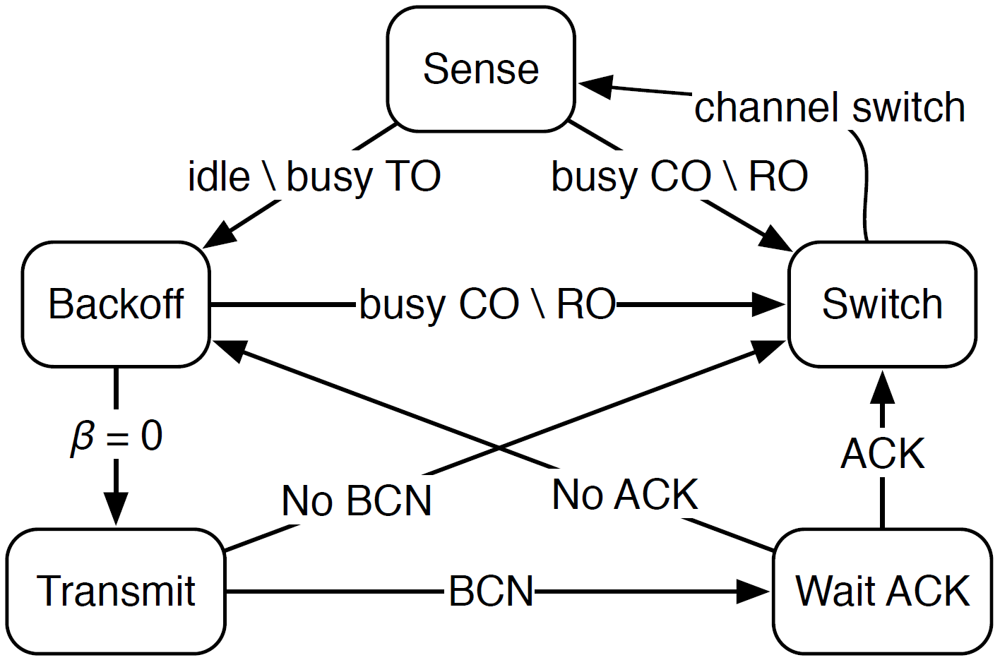 Sense
channel switch
idle \ busy TO
busy CO \ RO
Backoff
busy CO \ RO
Switch
β = 0
ACK
No BCN
No ACK
Transmit
BCN
Wait ACK